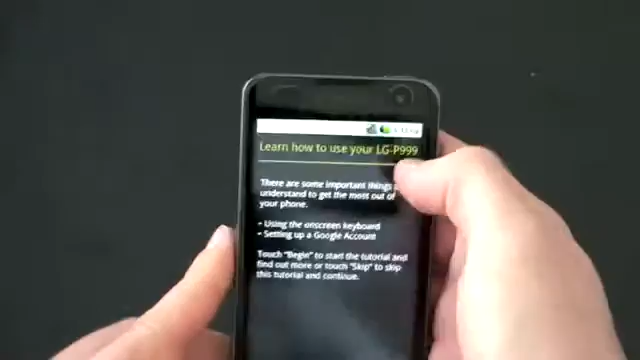 Learn how to use your LG-P999
There are some important things
understand to get the most out of
your phone.
• Using the onscreen keyboard
• Setting up a Google Account
Touch "Begin" to start the tutorial and
find out more or touch "Skip" to skip
this tutorial and continue.